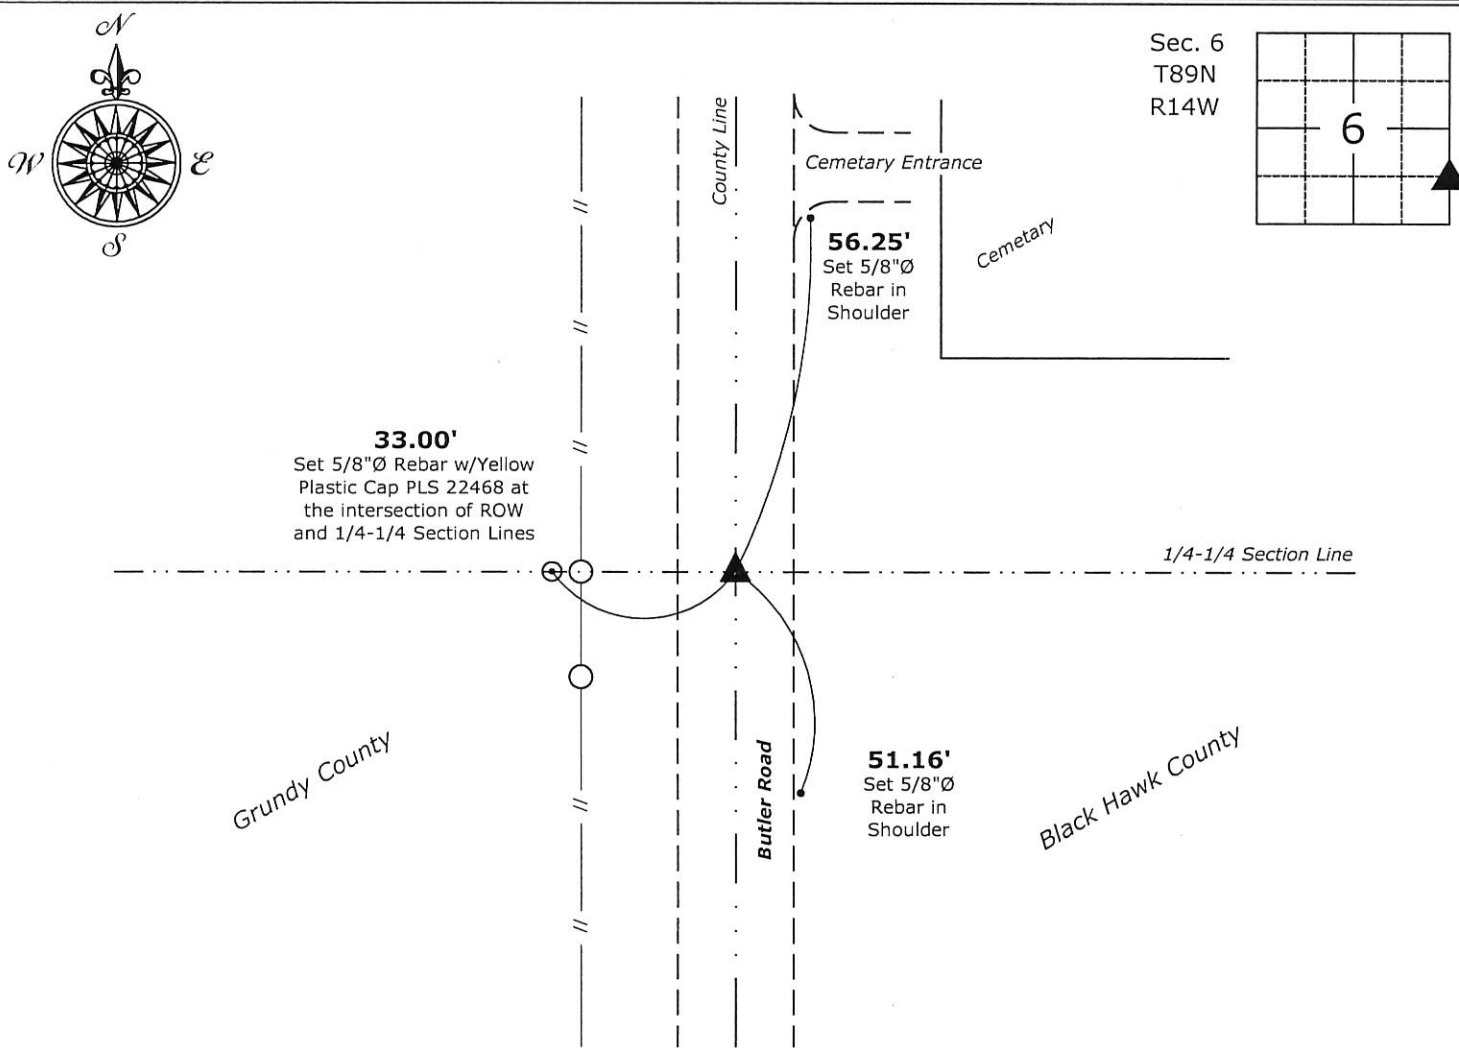 N
W
E
S
Sec. 6
T89N
R14W
6
County Line
Cemetary Entrance
Cemetary
56.25'
Set 5/8"Ø
Rebar in
Shoulder
33.00'
Set 5/8"Ø Rebar w/Yellow
Plastic Cap PLS 22468 at
the intersection of ROW
and 1/4-1/4 Section Lines
1/4-1/4 Section Line
Grundy County
Butler Road
51.16'
Set 5/8"Ø
Rebar in
Shoulder
Black Hawk County